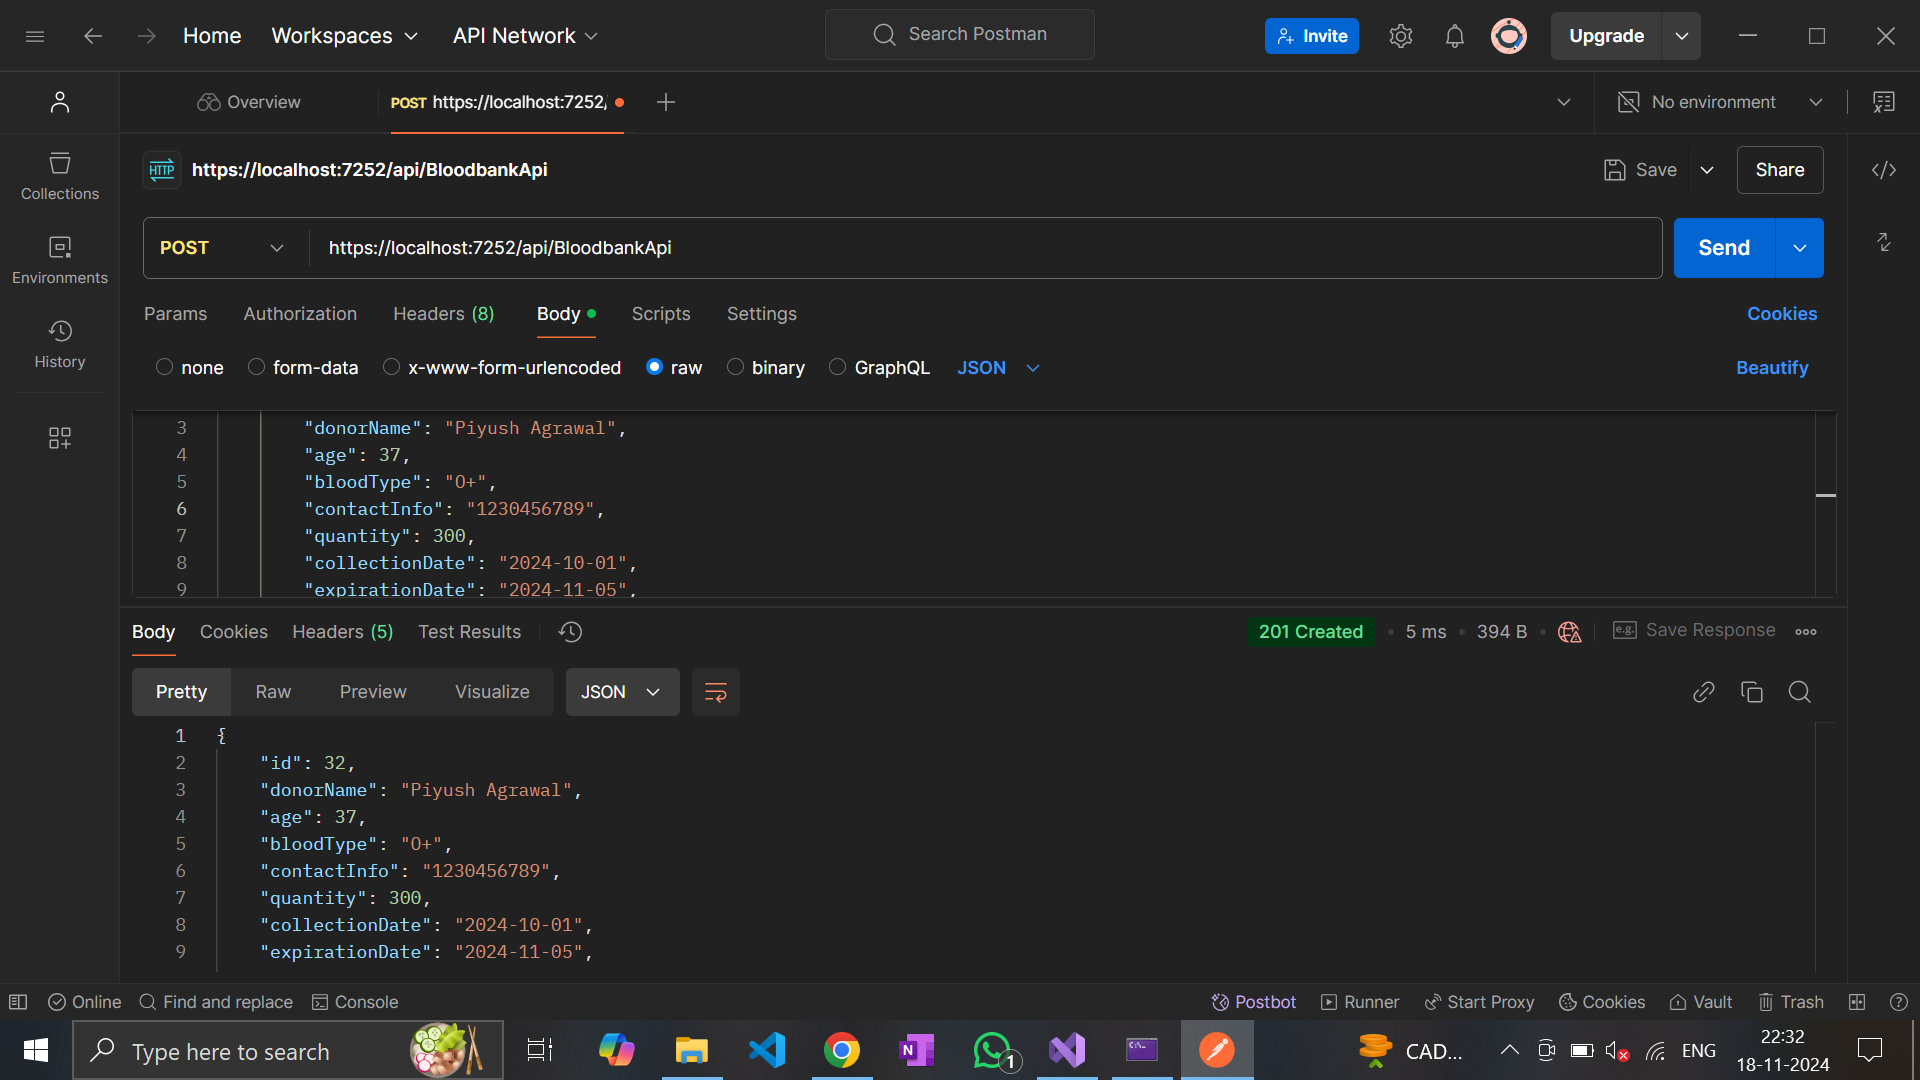 Home Workspaces API Network Search Postman Invite Upgrade
Overview POST https://localhost:7252/ No environment
HTTP https://localhost:7252/api/BloodbankApi Save Share
POST https://localhost:7252/api/BloodbankApi Send
Collections
Environments
History
Params Authorization Headers (8) Body Scripts Settings Cookies
none form-data x-www-form-urlencoded raw binary GraphQL JSON Beautify
3 "donorName": "Piyush Agrawal",
4 "age": 37,
5 "bloodType": "O+",
6 "contactInfo": "1230456789",
7 "quantity": 300,
8 "collectionDate": "2024-10-01",
9 "expirationDate": "2024-11-05",
Body Cookies Headers (5) Test Results 201 Created 5 ms 394 B e.g. Save Response
Pretty Raw Preview Visualize JSON
1 {
2 "id": 32,
3 "donorName": "Piyush Agrawal",
4 "age": 37,
5 "bloodType": "O+",
6 "contactInfo": "1230456789",
7 "quantity": 300,
8 "collectionDate": "2024-10-01",
9 "expirationDate": "2024-11-05",
Online Find and replace Console Postbot Runner Start Proxy Cookies Vault Trash
Type here to search N 1 CAD... ENG 22:32
18-11-2024